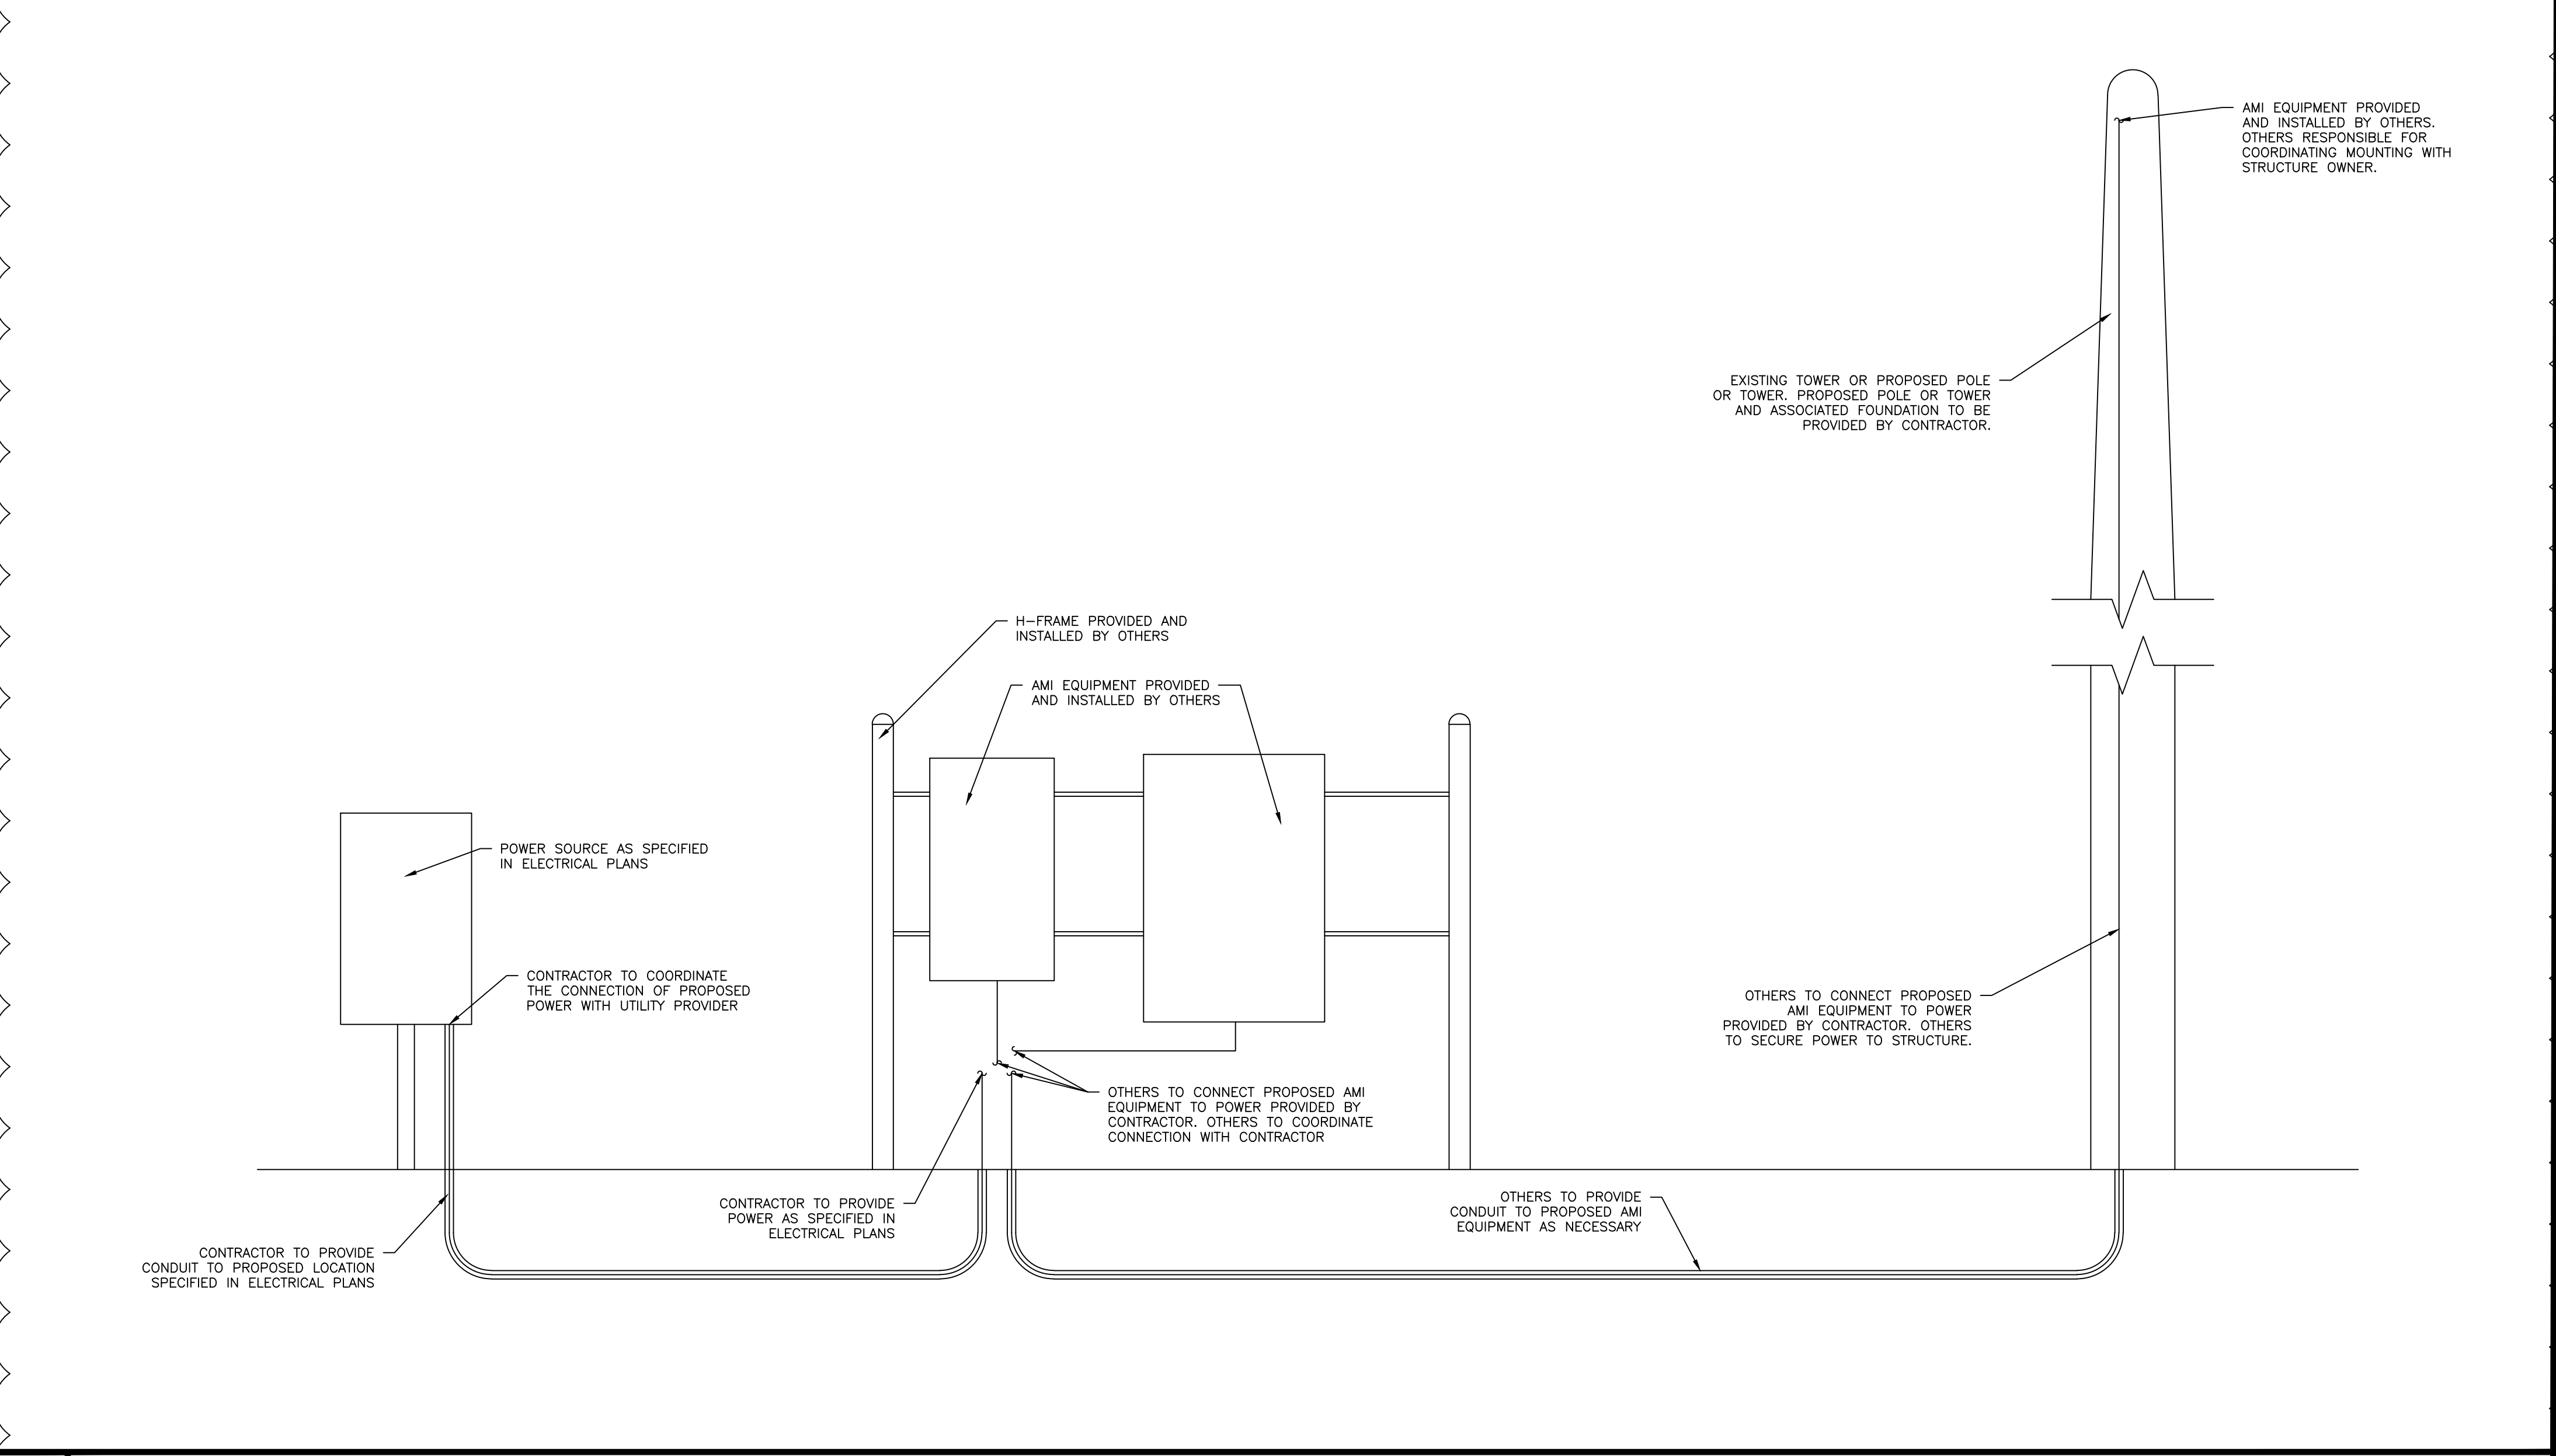 AMI EQUIPMENT PROVIDED
AND INSTALLED BY OTHERS.
OTHERS RESPONSIBLE FOR
COORDINATING MOUNTING WITH
STRUCTURE OWNER.
EXISTING TOWER OR PROPOSED POLE
OR TOWER. PROPOSED POLE OR TOWER
AND ASSOCIATED FOUNDATION TO BE
PROVIDED BY CONTRACTOR.
H-FRAME PROVIDED AND
INSTALLED BY OTHERS
AMI EQUIPMENT PROVIDED
AND INSTALLED BY OTHERS
POWER SOURCE AS SPECIFIED
IN ELECTRICAL PLANS
CONTRACTOR TO COORDINATE
THE CONNECTION OF PROPOSED
POWER WITH UTILITY PROVIDER
OTHERS TO CONNECT PROPOSED
AMI EQUIPMENT TO POWER
PROVIDED BY CONTRACTOR. OTHERS
TO SECURE POWER TO STRUCTURE.
OTHERS TO CONNECT PROPOSED AMI
EQUIPMENT TO POWER PROVIDED BY
CONTRACTOR. OTHERS TO COORDINATE
CONNECTION WITH CONTRACTOR
CONTRACTOR TO PROVIDE
POWER AS SPECIFIED IN
ELECTRICAL PLANS
OTHERS TO PROVIDE
CONDUIT TO PROPOSED AMI
EQUIPMENT AS NECESSARY
CONTRACTOR TO PROVIDE
CONDUIT TO PROPOSED LOCATION
SPECIFIED IN ELECTRICAL PLANS